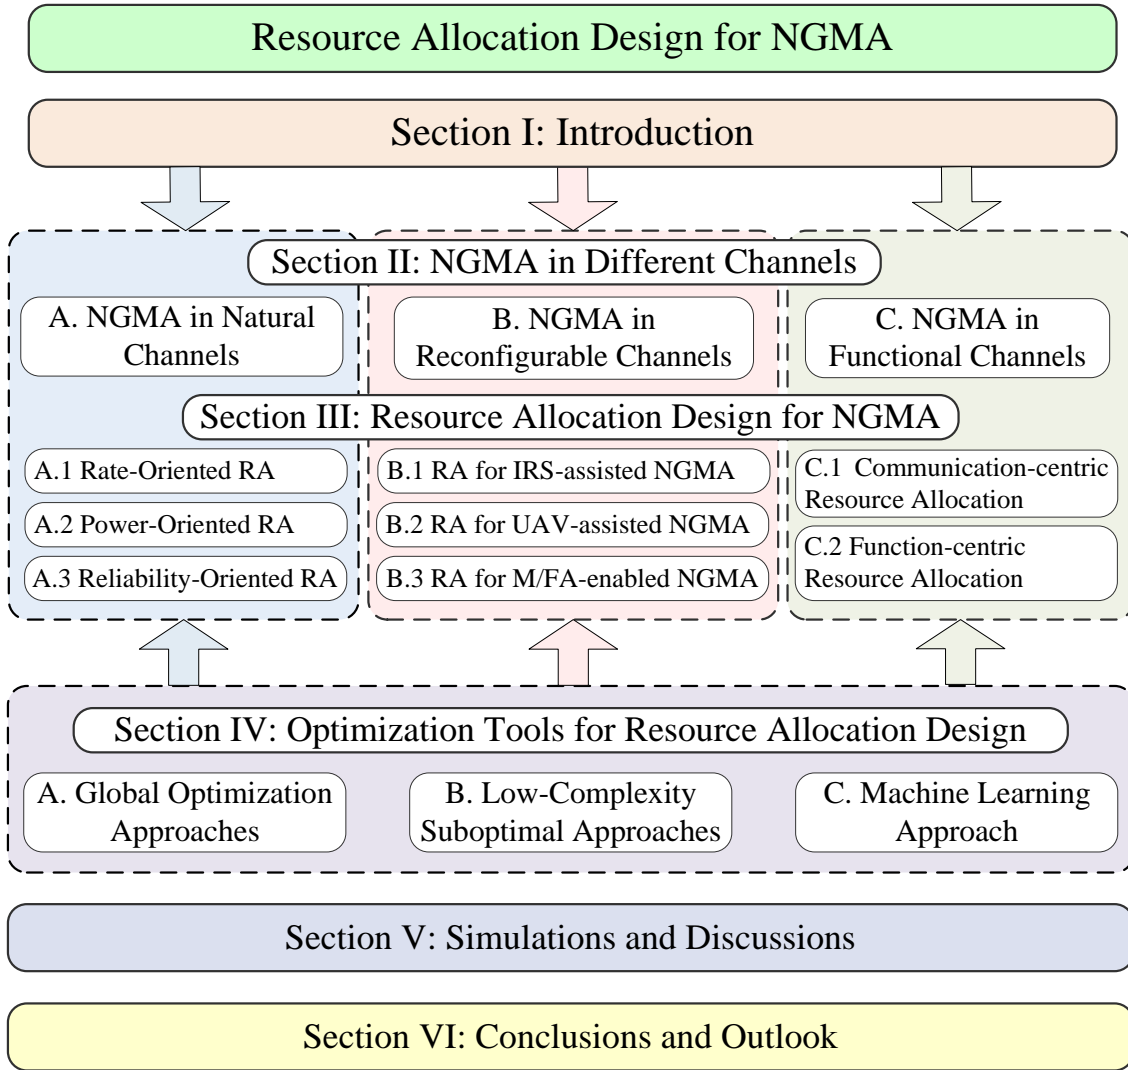 Resource Allocation Design for NGMA
Section I: Introduction
Section II: NGMA in Different Channels
A. NGMA in Natural
Channels
B. NGMA in
Reconfigurable Channels
C. NGMA in
Functional Channels
Section III: Resource Allocation Design for NGMA
A.1 Rate-Oriented RA
A.2 Power-Oriented RA
A.3 Reliability-Oriented RA
B.1 RA for IRS-assisted NGMA
B.2 RA for UAV-assisted NGMA
B.3 RA for M/FA-enabled NGMA
C.1 Communication-centric
Resource Allocation
C.2 Function-centric
Resource Allocation
Section IV: Optimization Tools for Resource Allocation Design
A. Global Optimization
Approaches
B. Low-Complexity
Suboptimal Approaches
C. Machine Learning
Approach
Section V: Simulations and Discussions
Section VI: Conclusions and Outlook